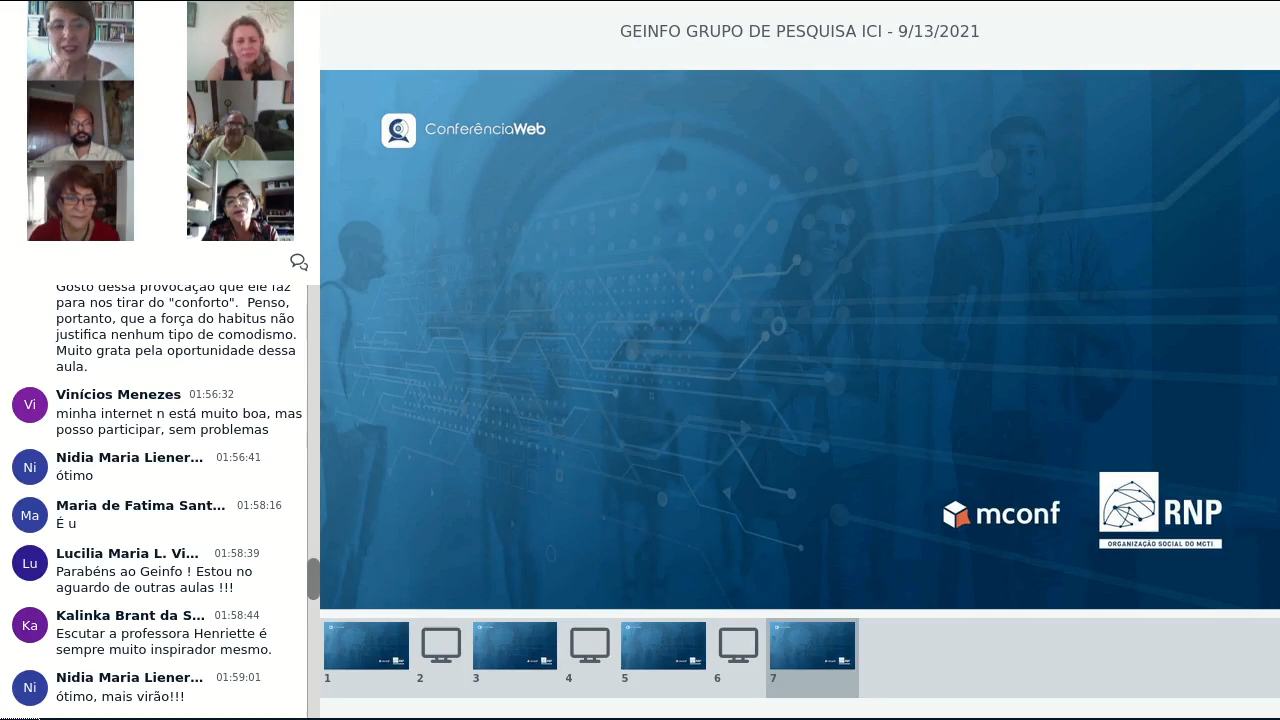 GEINFO GRUPO DE PESQUISA ICI - 9/13/2021
ConferênciaWeb
Gosto dessa provocação que ele faz
para nos tirar do "conforto".  Penso,
portanto, que a força do habitus não
justifica nenhum tipo de comodismo.
Muito grata pela oportunidade dessa
aula.
Vi
Vinícios Menezes 01:56:32
minha internet n está muito boa, mas
posso participar, sem problemas
Ni
Nidia Maria Liener... 01:56:41
ótimo
Ma
Maria de Fatima Sant... 01:58:16
É u
Lu
Lucilia Maria L. Vi... 01:58:39
Parabéns ao Geinfo ! Estou no
aguardo de outras aulas !!!
Ka
Kalinka Brant da S... 01:58:44
Escutar a professora Henriette é
sempre muito inspirador mesmo.
Ni
Nidia Maria Liener... 01:59:01
ótimo, mais virão!!!
mconf
RNP
ORGANIZAÇÃO SOCIAL DO MCTI
1
2
3
4
5
6
7